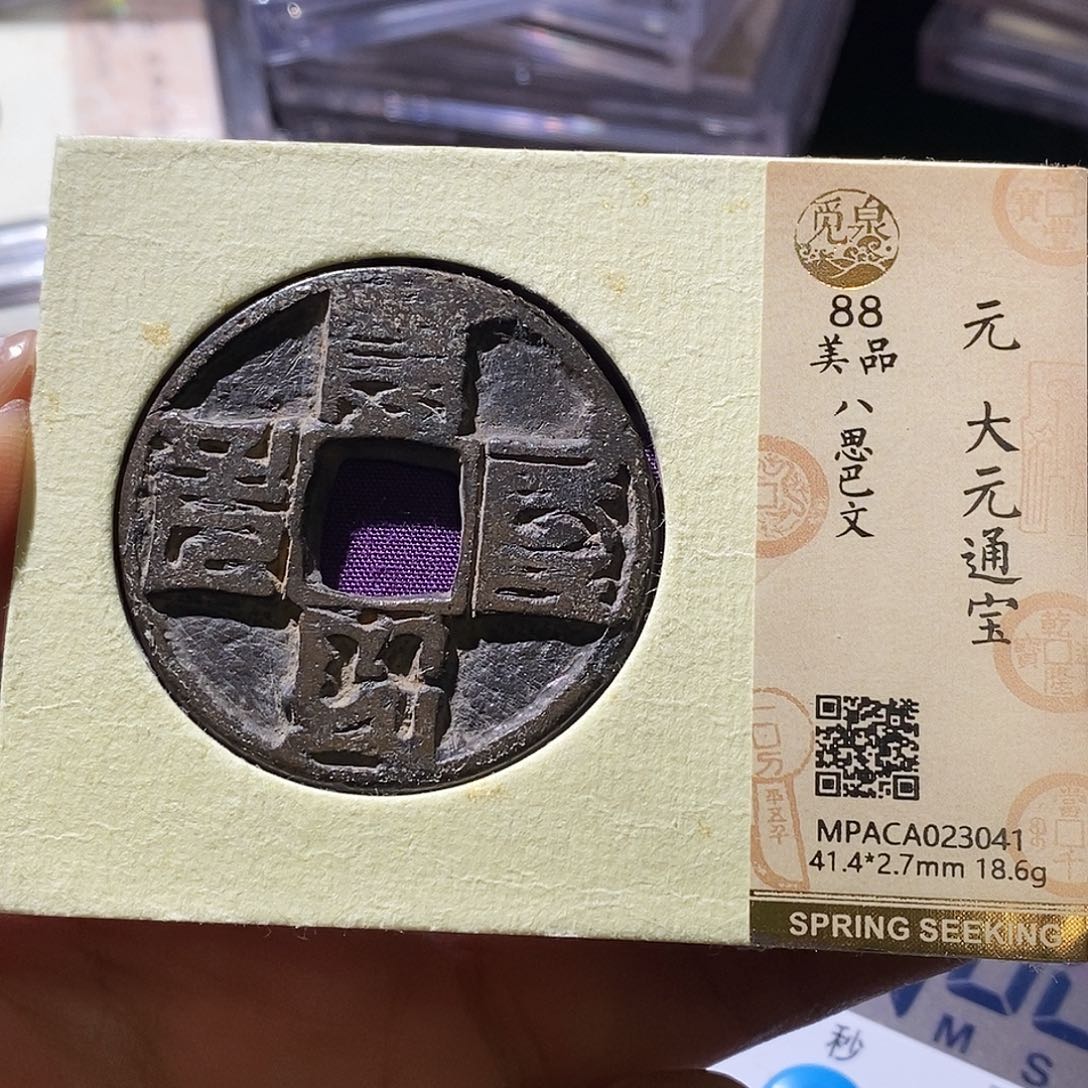 觅泉
88
美品
八思巴文
元 大元通宝
MPACA023041
41.4*2.7mm 18.6g
SPRING SEEKING
秒
M S